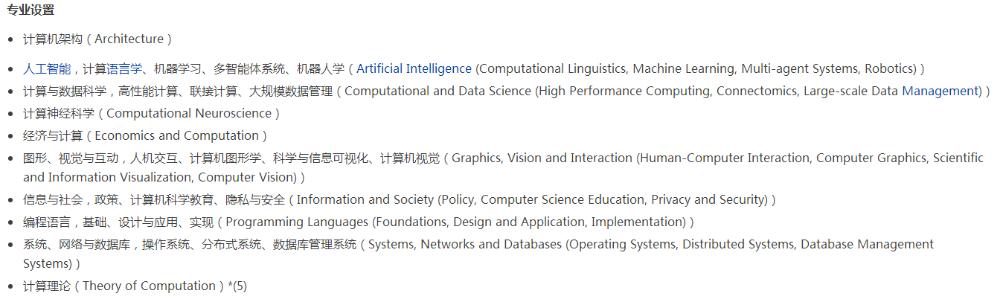 专业设置
计算机架构（Architecture）
人工智能，计算语言学、机器学习、多智能体系统、机器人学（Artificial Intelligence (Computational Linguistics, Machine Learning, Multi-agent Systems, Robotics)）
计算与数据科学，高性能计算、联接计算、大规模数据管理（Computational and Data Science (High Performance Computing, Connectomics, Large-scale Data Management)）
计算神经科学（Computational Neuroscience）
经济与计算（Economics and Computation）
图形、视觉与互动，人机交互、计算机图形学、科学与信息可视化、计算机视觉（Graphics, Vision and Interaction (Human-Computer Interaction, Computer Graphics, Scientific
and Information Visualization, Computer Vision)）
信息与社会，政策、计算机科学教育、隐私与安全（Information and Society (Policy, Computer Science Education, Privacy and Security)）
编程语言，基础、设计与应用、实现（Programming Languages (Foundations, Design and Application, Implementation)）
系统、网络与数据库，操作系统、分布式系统、数据库管理系统（Systems, Networks and Databases (Operating Systems, Distributed Systems, Database Management
Systems)）
计算理论（Theory of Computation）*(5)